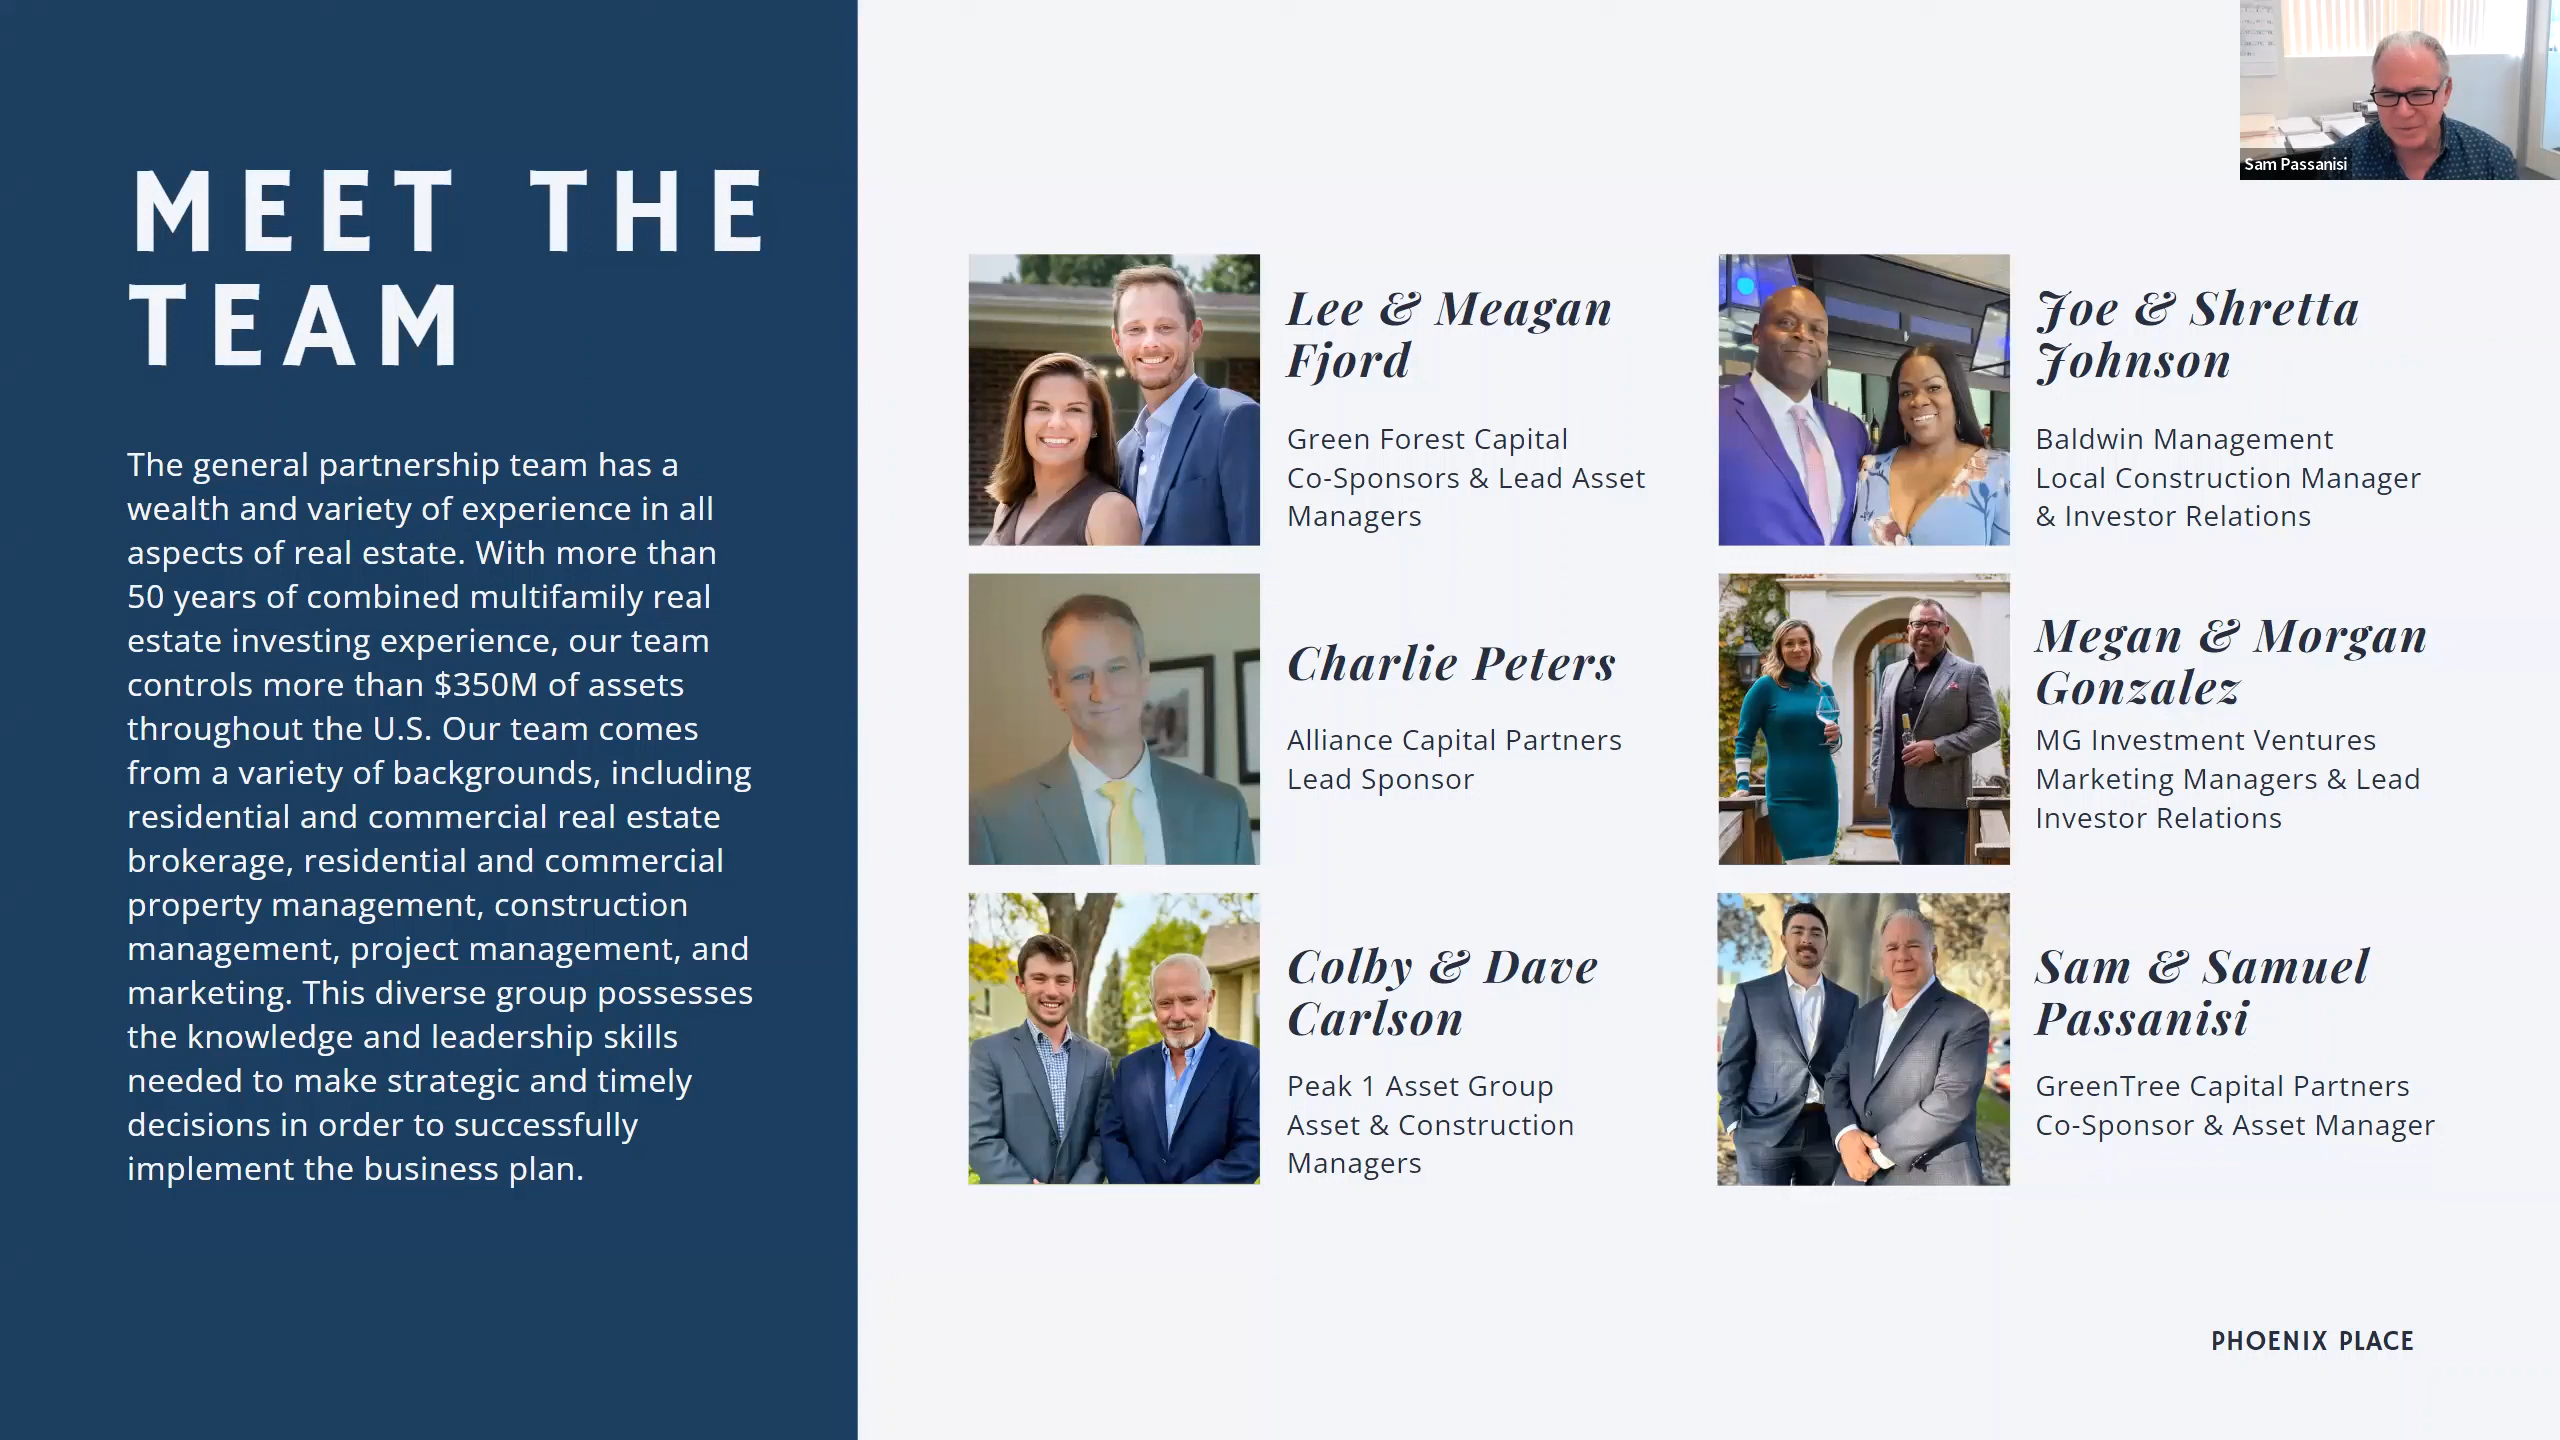 MEET THE
TEAM
The general partnership team has a
wealth and variety of experience in all
aspects of real estate. With more than
50 years of combined multifamily real
estate investing experience, our team
controls more than $350M of assets
throughout the U.S. Our team comes
from a variety of backgrounds, including
residential and commercial real estate
brokerage, residential and commercial
property management, construction
management, project management, and
marketing. This diverse group possesses
the knowledge and leadership skills
needed to make strategic and timely
decisions in order to successfully
implement the business plan.
Lee & Meagan
Fjord
Green Forest Capital
Co-Sponsors & Lead Asset
Managers
Charlie Peters
Alliance Capital Partners
Lead Sponsor
Colby & Dave
Carlson
Peak 1 Asset Group
Asset & Construction
Managers
Joe & Shretta
Johnson
Baldwin Management
Local Construction Manager
& Investor Relations
Megan & Morgan
Gonzalez
MG Investment Ventures
Marketing Managers & Lead
Investor Relations
Sam & Samuel
Passanisi
GreenTree Capital Partners
Co-Sponsor & Asset Manager
Sam Passanisi
PHOENIX PLACE